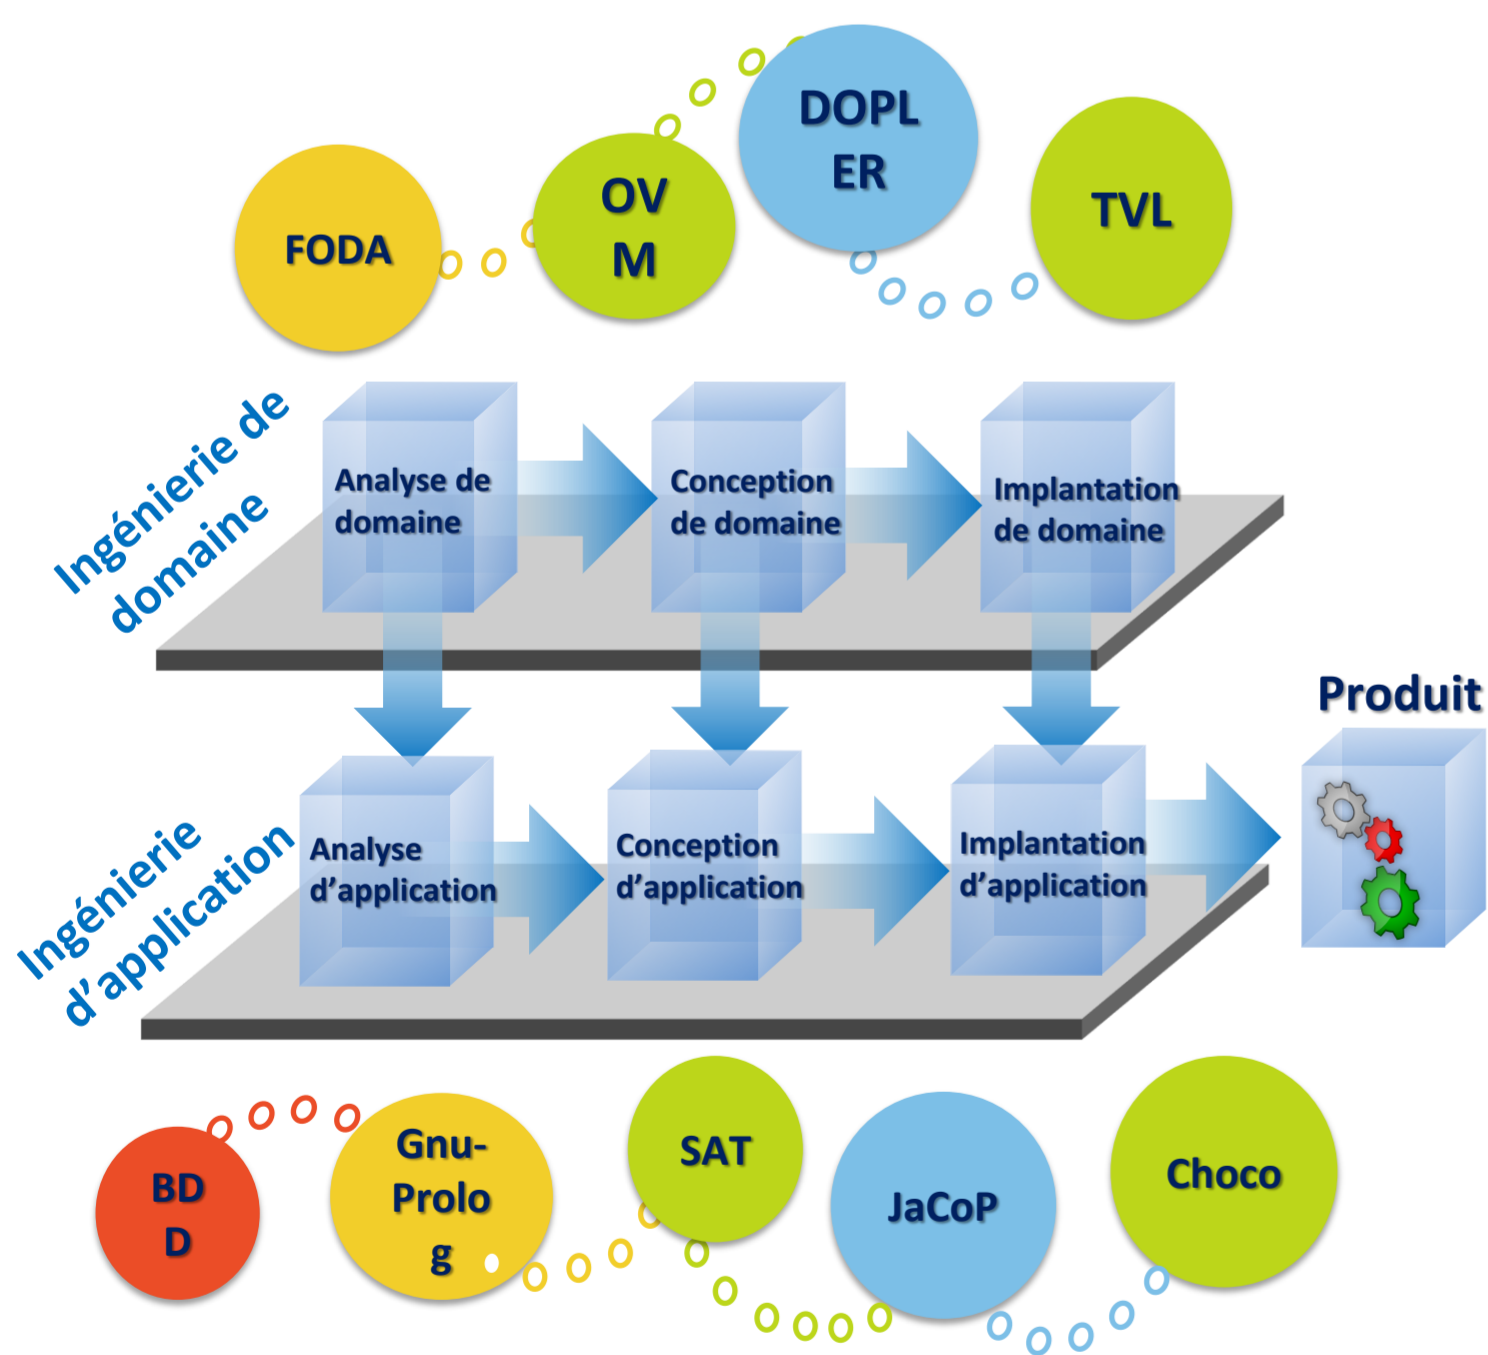 DOPL
ER
OV
M
TVL
FODA
Ingénierie de
domaine
Analyse de
domaine
Conception
de domaine
Implantation
de domaine
Produit
Ingénierie
d’application
Analyse
d’application
Conception
d’application
Implantation
d’application
BD
D
Gnu-
Prolo
g
SAT
JaCoP
Choco